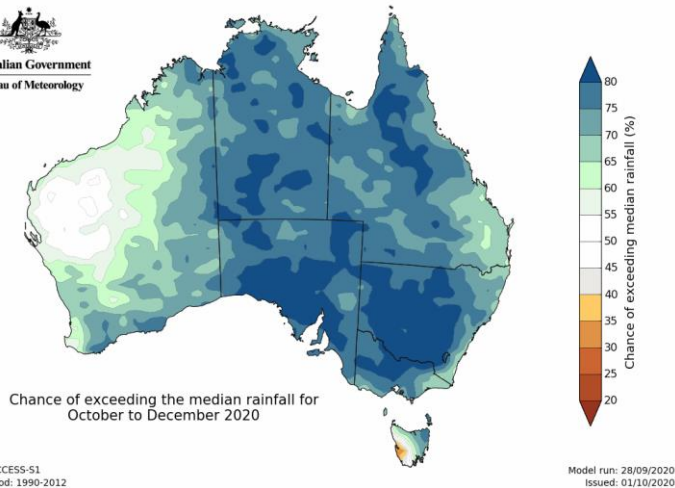 lian Government
au of Meteorology
80
75
70
65
60
55
50
45
40
35
30
25
20
Chance of exceeding median rainfall (%)
Chance of exceeding the median rainfall for
October to December 2020
CCESS-S1
od: 1990-2012
Model run: 28/09/2020
Issued: 01/10/2020